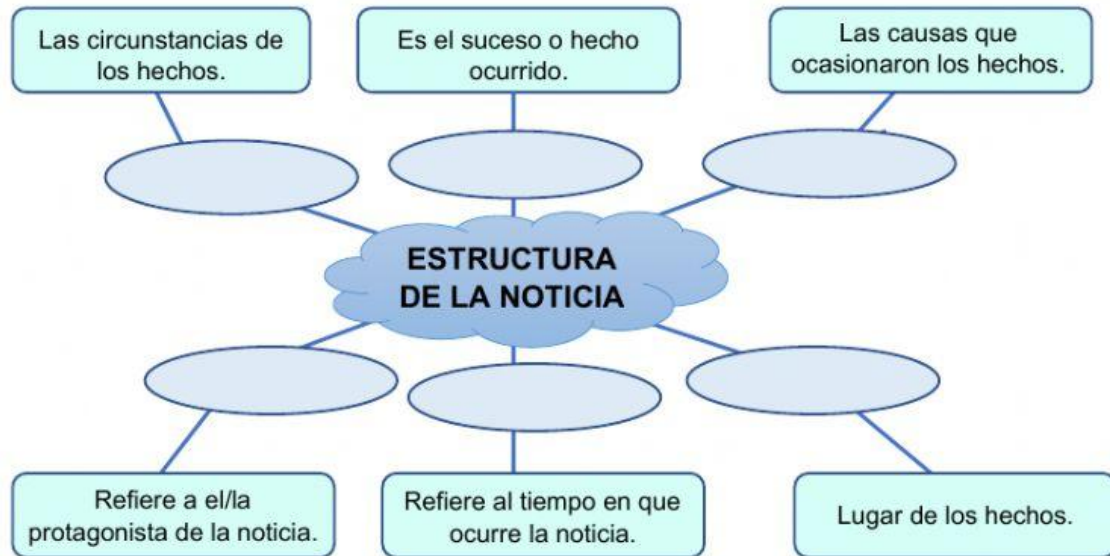 Las circunstancias de
los hechos.
Es el suceso o hecho
ocurrido.
Las causas que
ocasionaron los hechos.
ESTRUCTURA
DE LA NOTICIA
Refiere a el/la
protagonista de la noticia.
Refiere al tiempo en que
ocurre la noticia.
Lugar de los hechos.